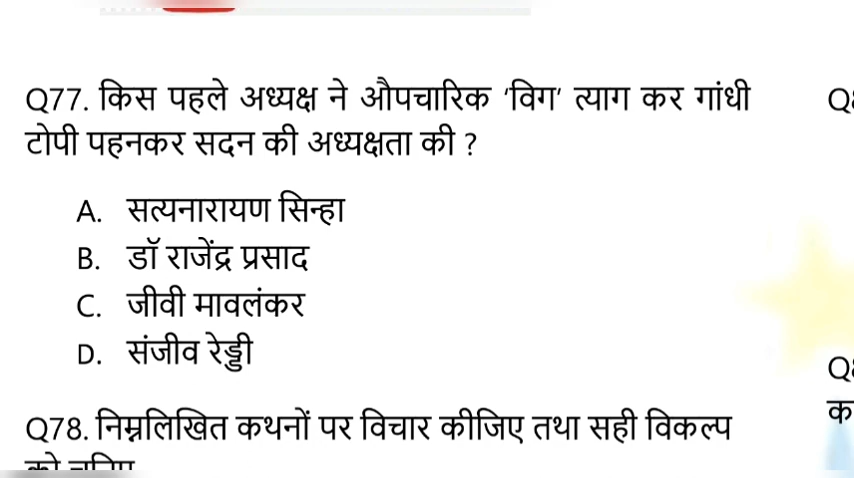 Q77. किस पहले अध्यक्ष ने औपचारिक ‘विग’ त्याग कर गांधी
टोपी पहनकर सदन की अध्यक्षता की ?
A. सत्यनारायण सिन्हा
B. डॉ राजेंद्र प्रसाद
C. जीवी मावलंकर
D. संजीव रेड्डी
Q78. निम्नलिखित कथनों पर विचार कीजिए तथा सही विकल्प
को चुनिए